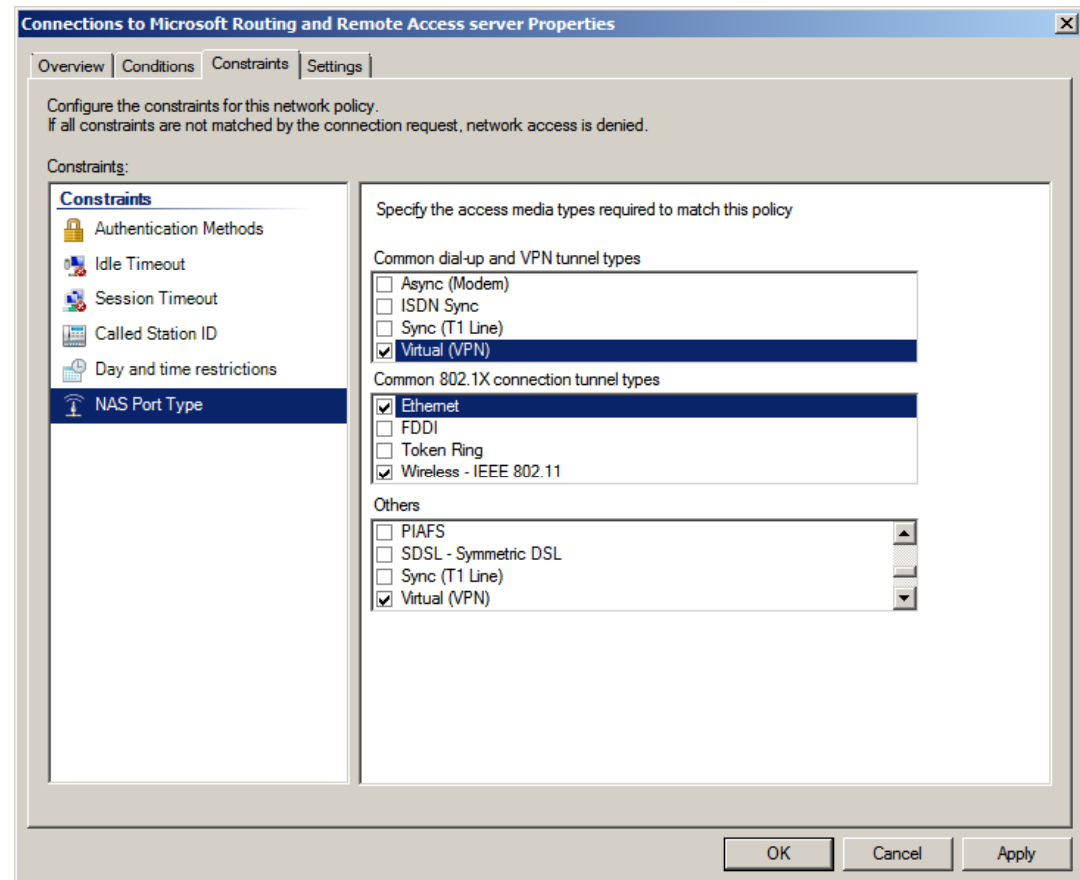 Connections to Microsoft Routing and Remote Access server Properties
Overview
Conditions
Constraints
Settings
Configure the constraints for this network policy.
If all constraints are not matched by the connection request, network access is denied.
Constraints:
Constraints
Authentication Methods
Idle Timeout
Session Timeout
Called Station ID
Day and time restrictions
NAS Port Type
Specify the access media types required to match this policy
Common dial-up and VPN tunnel types
Async (Modem)
ISDN Sync
Sync (T1 Line)
Virtual (VPN)
Common 802.1X connection tunnel types
Ethernet
FDDI
Token Ring
Wireless - IEEE 802.11
Others
PIAFS
SDSL - Symmetric DSL
Sync (T1 Line)
Virtual (VPN)
OK
Cancel
Apply